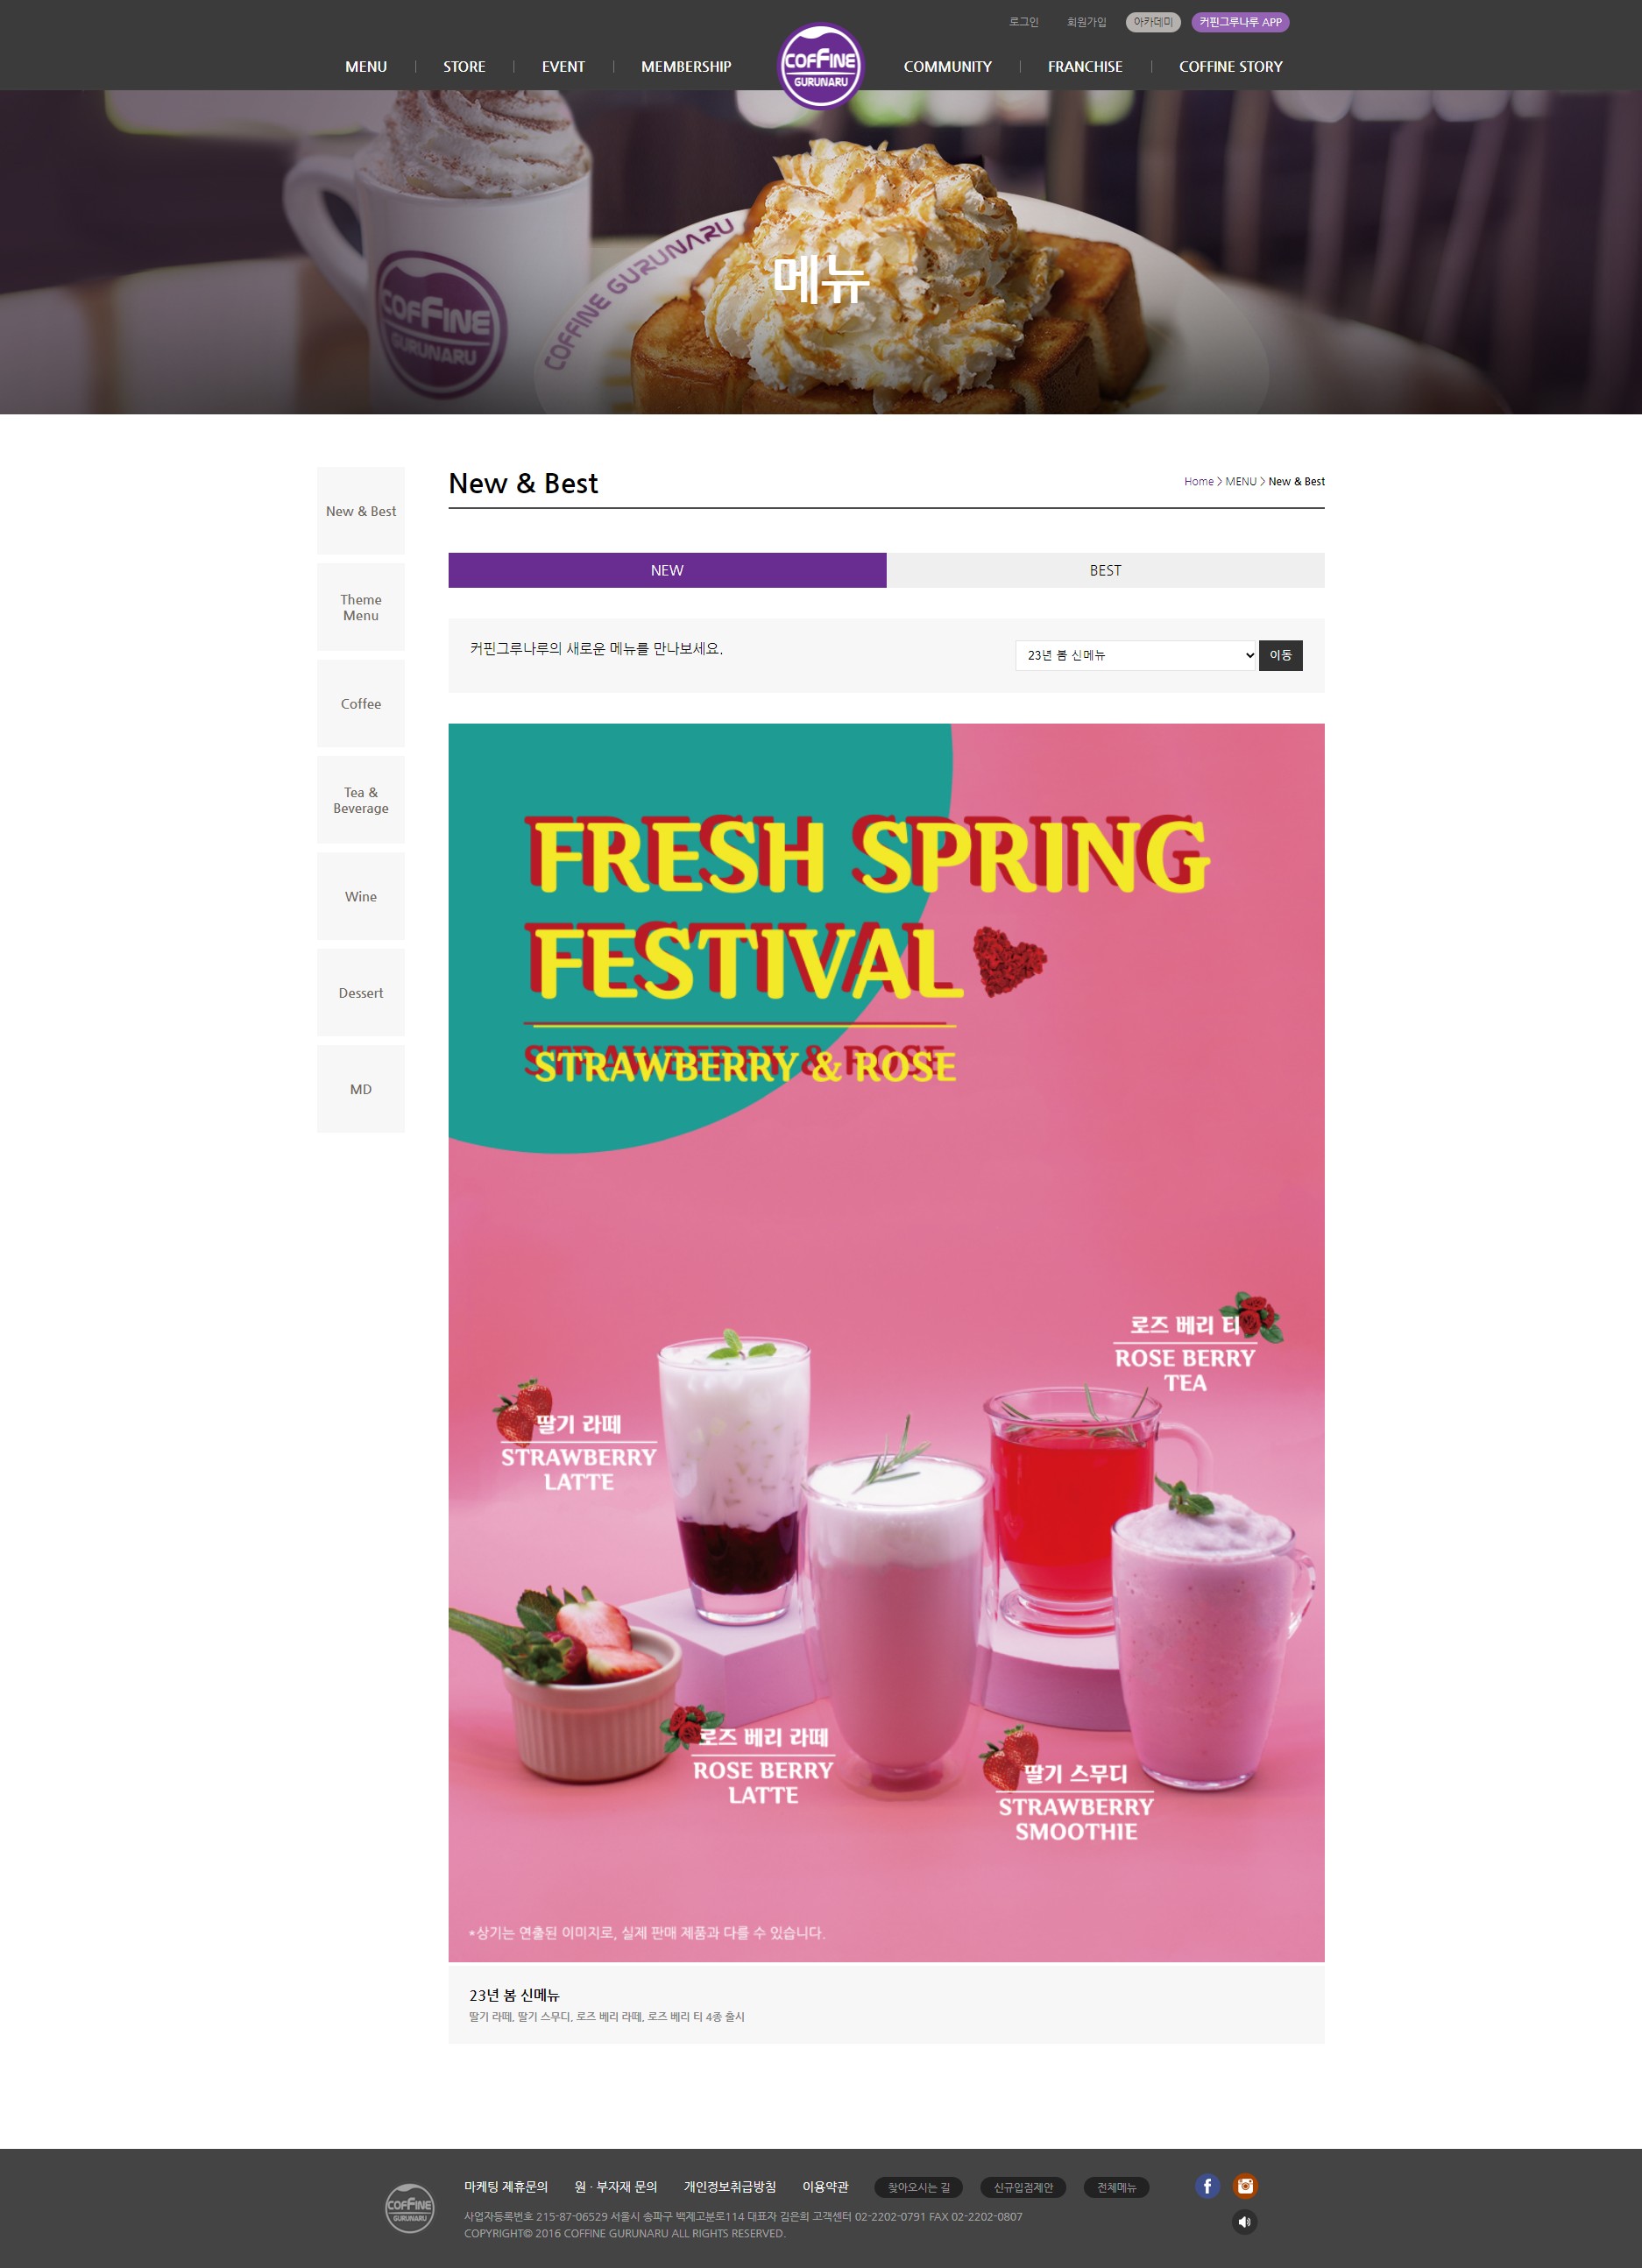 로그인 회원가입 아카데미 커핀그루나루 APP
MENU STORE EVENT MEMBERSHIP COFFINE GURUNARU COMMUNITY FRANCHISE COFFINE STORY
COFFINE GURUNARU
COFFINE GURUNARU
메뉴
New & Best
Home > MENU > New & Best
New & Best
Theme
Menu
Coffee
Tea &
Beverage
Wine
Dessert
MD
NEW BEST
커핀그루나루의 새로운 메뉴를 만나보세요.
23년 봄 신메뉴 이동
FRESH SPRING
FESTIVAL
STRAWBERRY & ROSE
로즈 베리 티
ROSE BERRY
TEA
딸기 라떼
STRAWBERRY
LATTE
로즈 베리 라떼
ROSE BERRY
LATTE
딸기 스무디
STRAWBERRY
SMOOTHIE
*상기는 연출된 이미지로, 실제 판매 제품과 다를 수 있습니다.
23년 봄 신메뉴
딸기 라떼, 딸기 스무디, 로즈 베리 라떼, 로즈 베리 티 4종 출시
COFFINE GURUNARU
마케팅 제휴문의 원·부자재 문의 개인정보취급방침 이용약관 찾아오시는 길 신규입점제안 전체메뉴
사업자등록번호 215-87-06529 서울시 송파구 백제고분로114 대표자 김은희 고객센터 02-2202-0791 FAX 02-2202-0807
COPYRIGHT© 2016 COFFINE GURUNARU ALL RIGHTS RESERVED.